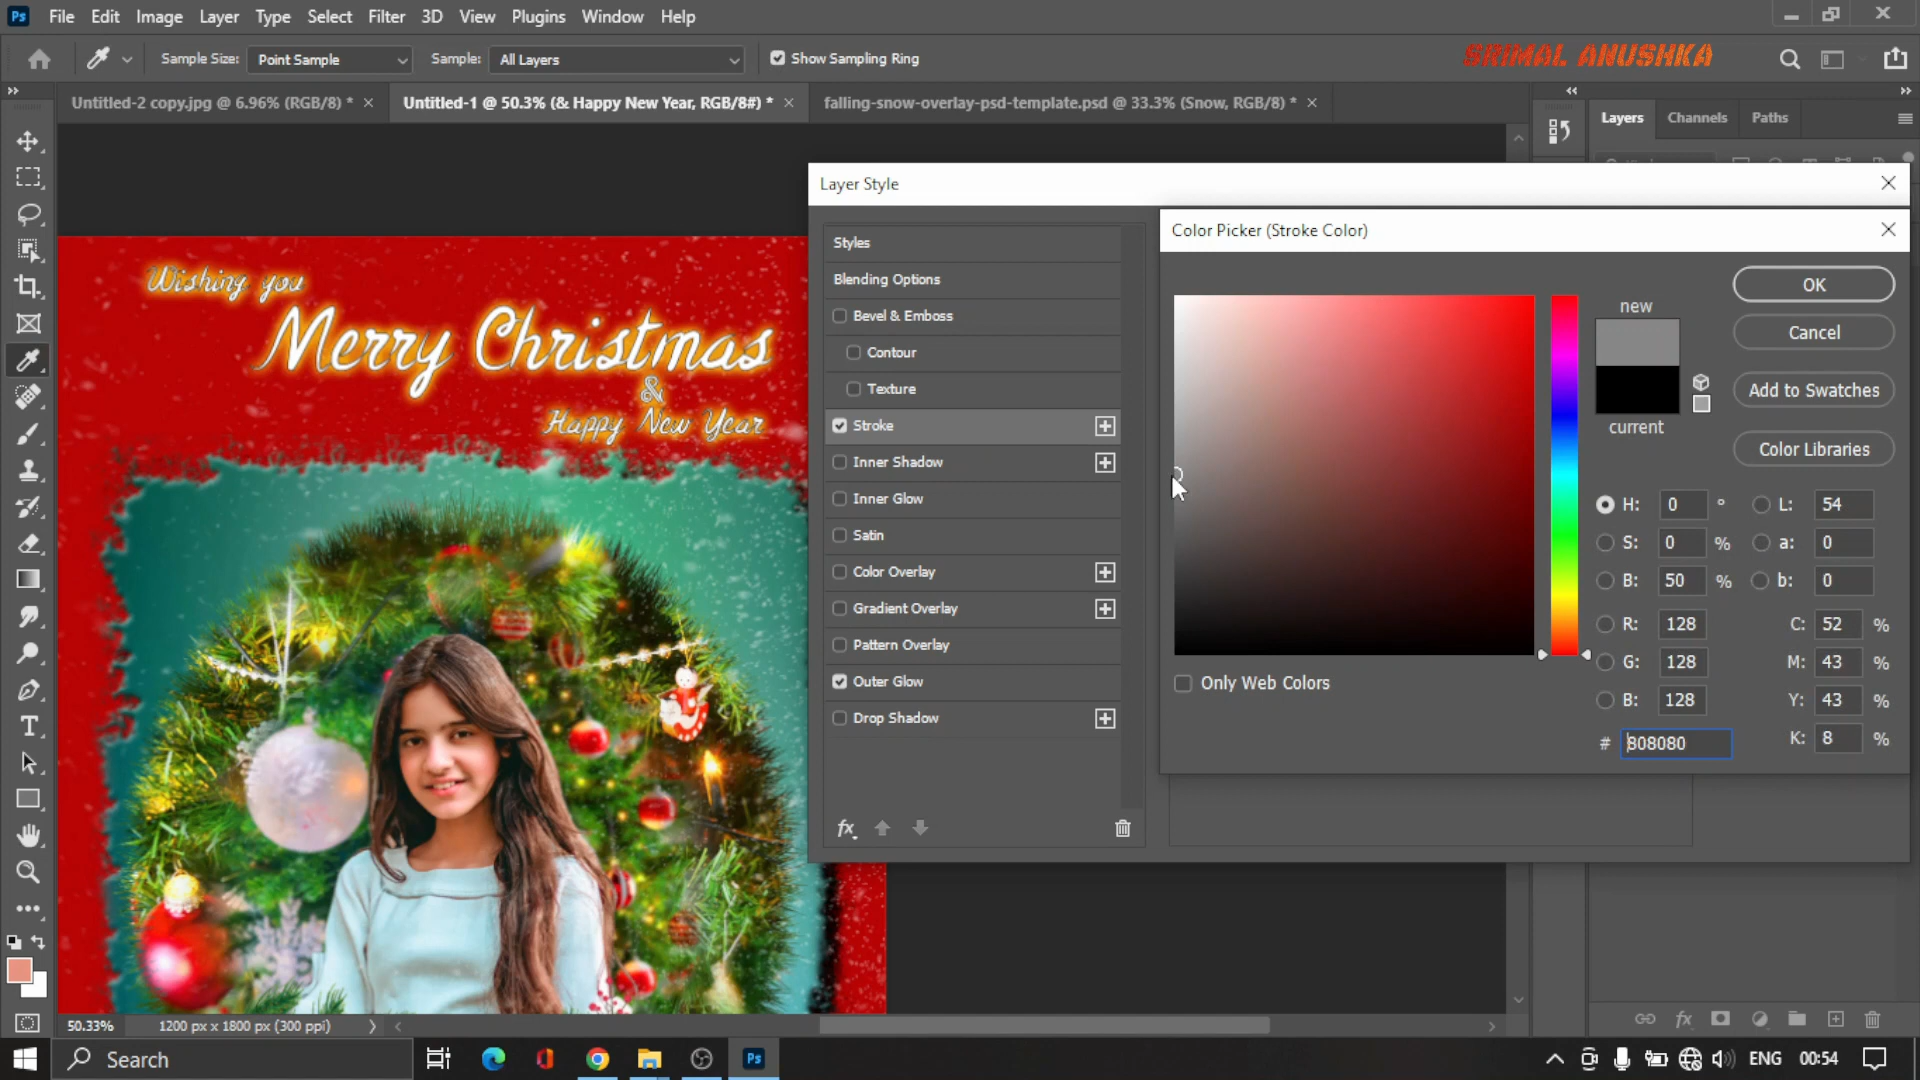 Ps File Edit Image Layer Type Select Filter 3D View Plugins Window Help
Sample Size: Point Sample Sample: All Layers Show Sampling Ring
SRIMAL ANUSHKA
Untitled-2 copy.jpg @ 6.96% (RGB/8) *
Untitled-1 @ 50.3% (& Happy New Year, RGB/8#) *
falling-snow-overlay-psd-template.psd @ 33.3% (Snow, RGB/8) *
Layers Channels Paths
Layer Style
Styles
Blending Options
Bevel & Emboss
Contour
Texture
Stroke
Inner Shadow
Inner Glow
Satin
Color Overlay
Gradient Overlay
Pattern Overlay
Outer Glow
Drop Shadow
fx
Color Picker (Stroke Color)
new
current
OK
Cancel
Add to Swatches
Color Libraries
H: 0 ° L: 54
S: 0 % a: 0
B: 50 % b: 0
R: 128 C: 52 %
G: 128 M: 43 %
B: 128 Y: 43 %
# 808080 K: 8 %
Only Web Colors
Wishing you
Merry Christmas
&
Happy New Year
50.33% 1200 px x 1800 px (300 ppi)
fx
Search
Ps
ENG 00:54